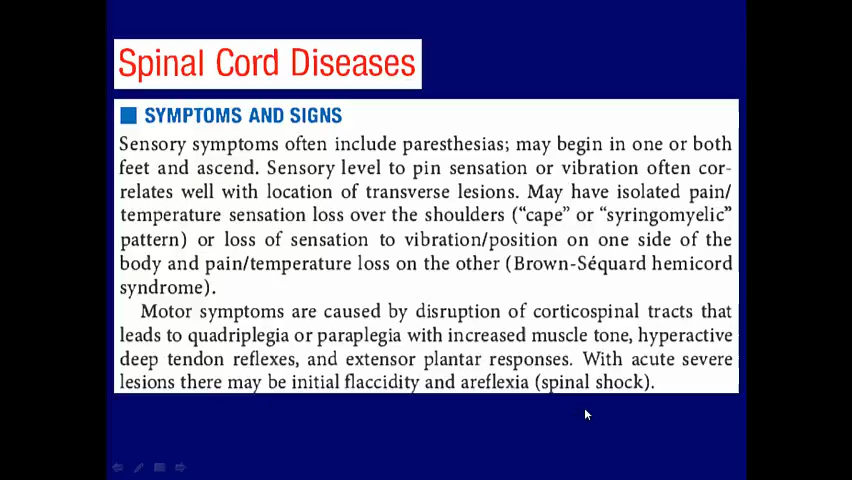 Spinal Cord Diseases
SYMPTOMS AND SIGNS
Sensory symptoms often include paresthesias; may begin in one or both
feet and ascend. Sensory level to pin sensation or vibration often cor-
relates well with location of transverse lesions. May have isolated pain/
temperature sensation loss over the shoulders (“cape” or “syringomyelic”
pattern) or loss of sensation to vibration/position on one side of the
body and pain/temperature loss on the other (Brown-Séquard hemicord
syndrome).
Motor symptoms are caused by disruption of corticospinal tracts that
leads to quadriplegia or paraplegia with increased muscle tone, hyperactive
deep tendon reflexes, and extensor plantar responses. With acute severe
lesions there may be initial flaccidity and areflexia (spinal shock).